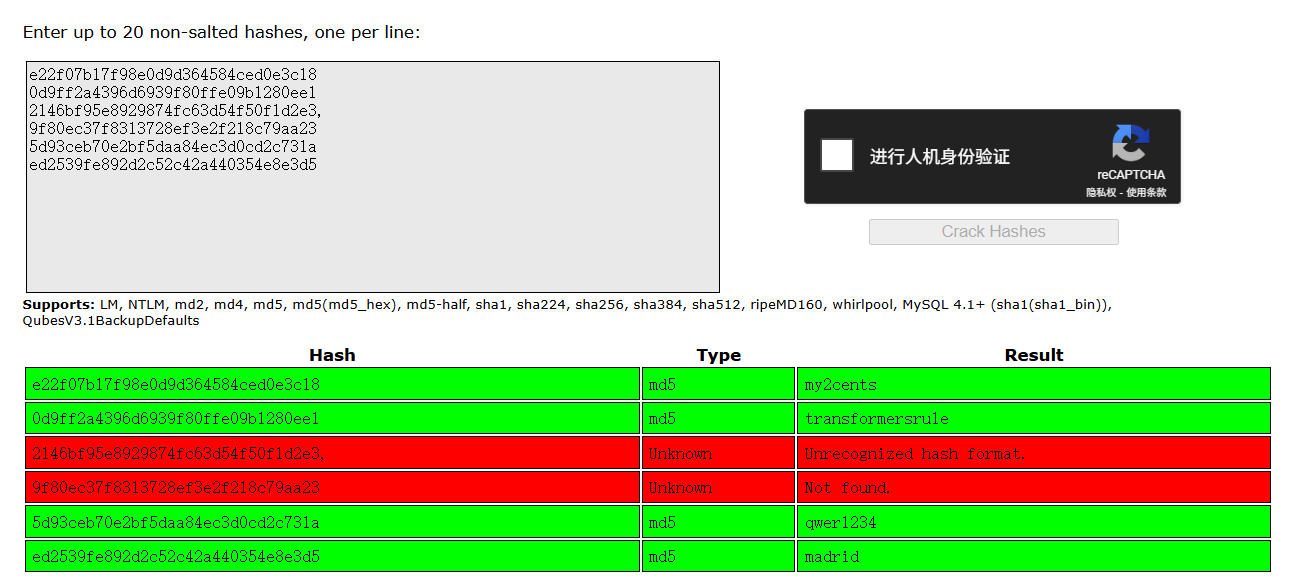 Enter up to 20 non-salted hashes, one per line:
e22f07b17f98e0d9d364584ced0e3c18
0d9ff2a4396d6939f80ffe09b1280ee1
2146bf95e8929874fc63d54f50f1d2e3,
9f80ec37f8313728ef3e2f218c79aa23
5d93ceb70e2bf5daa84ec3d0cd2c731a
ed2539fe892d2c52c42a440354e8e3d5
进行人机身份验证
reCAPTCHA
隐私权 - 使用条款
Crack Hashes
Supports: LM, NTLM, md2, md4, md5, md5(md5_hex), md5-half, sha1, sha224, sha256, sha384, sha512, ripeMD160, whirlpool, MySQL 4.1+ (sha1(sha1_bin)),
QubesV3.1BackupDefaults
Hash Type Result
e22f07b17f98e0d9d364584ced0e3c18 md5 my2cents
0d9ff2a4396d6939f80ffe09b1280ee1 md5 transformersrule
2146bf95e8929874fc63d54f50f1d2e3, Unknown Unrecognized hash format.
9f80ec37f8313728ef3e2f218c79aa23 Unknown Not found.
5d93ceb70e2bf5daa84ec3d0cd2c731a md5 qwer1234
ed2539fe892d2c52c42a440354e8e3d5 md5 madrid